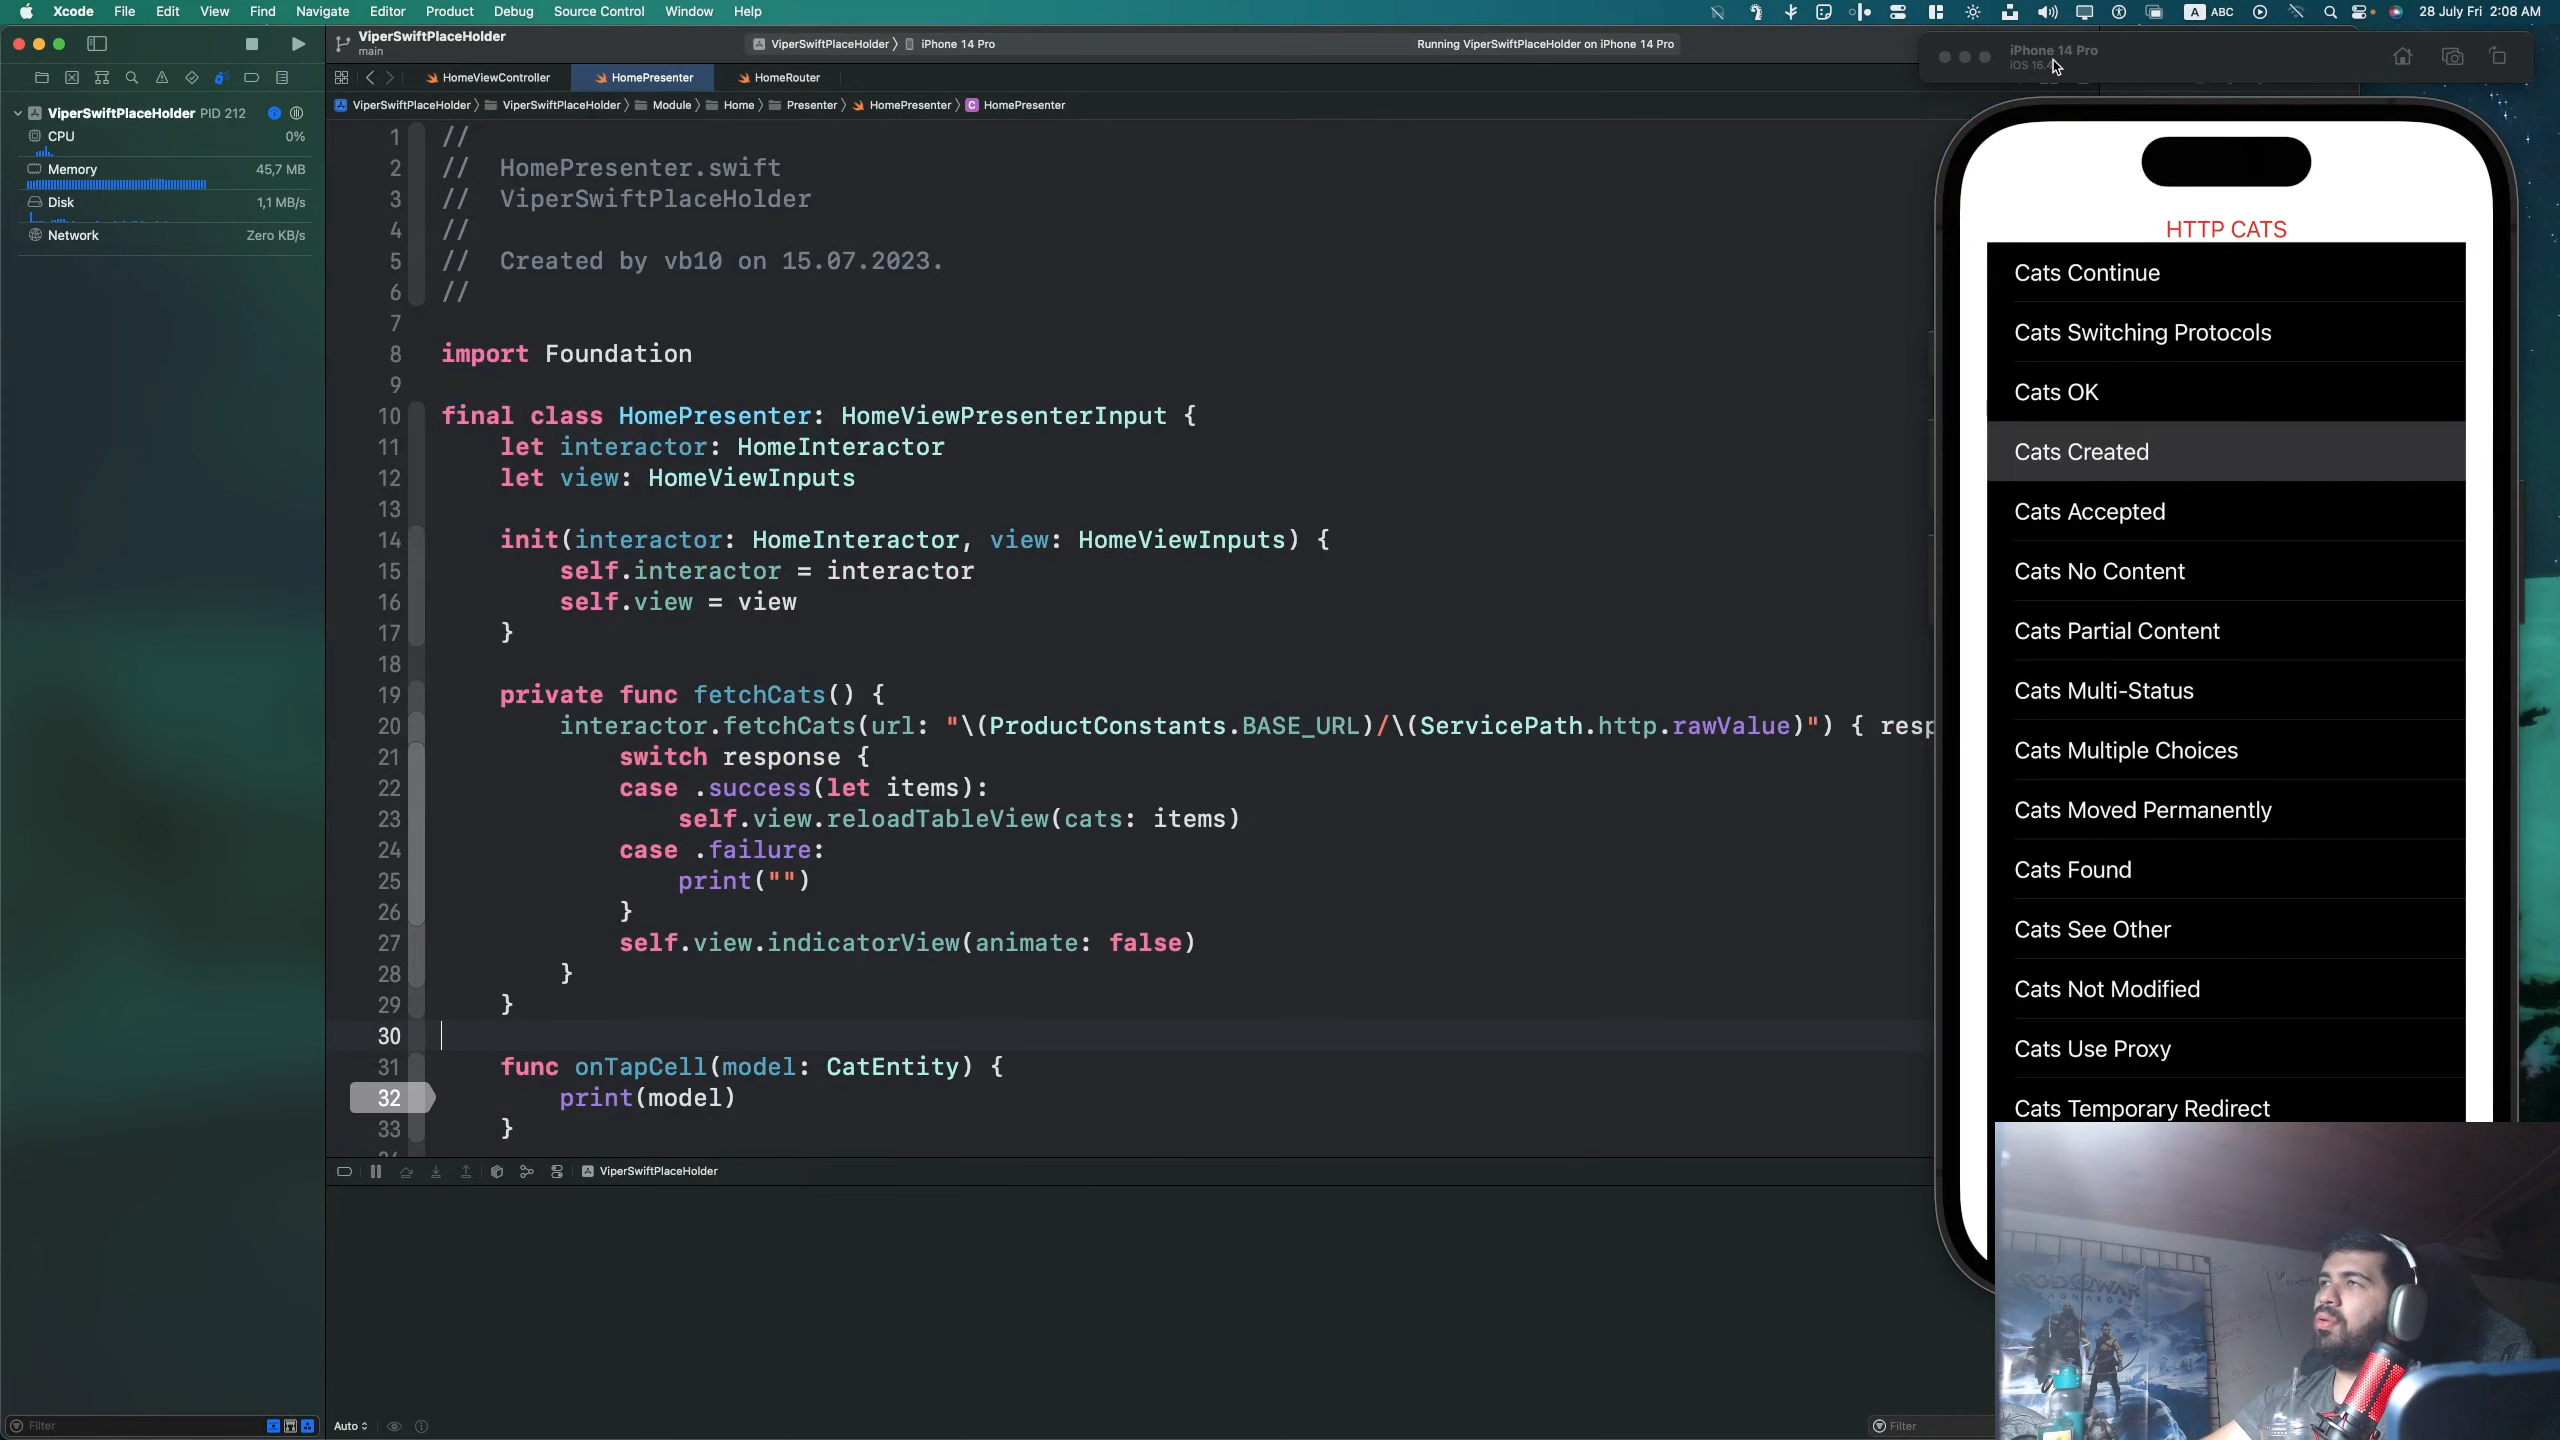 Xcode File Edit View Find Navigate Editor Product Debug Source Control Window Help
A ABC 28 July Fri 2:08 AM
ViperSwiftPlaceHolder
main
ViperSwiftPlaceHolder 〉 iPhone 14 Pro
Running ViperSwiftPlaceHolder on iPhone 14 Pro
HomeViewController HomePresenter HomeRouter
ViperSwiftPlaceHolder 〉 ViperSwiftPlaceHolder 〉 Module 〉 Home 〉 Presenter 〉 HomePresenter 〉 C HomePresenter
ViperSwiftPlaceHolder PID 212
CPU 0%
Memory 45,7 MB
Disk 1,1 MB/s
Network Zero KB/s
Filter
1 //
2 // HomePresenter.swift
3 // ViperSwiftPlaceHolder
4 //
5 // Created by vb10 on 15.07.2023.
6 //
7
8 import Foundation
9
10 final class HomePresenter: HomeViewPresenterInput {
11 let interactor: HomeInteractor
12 let view: HomeViewInputs
13
14 init(interactor: HomeInteractor, view: HomeViewInputs) {
15 self.interactor = interactor
16 self.view = view
17 }
18
19 private func fetchCats() {
20 interactor.fetchCats(url: "\(ProductConstants.BASE_URL)/\(ServicePath.http.rawValue)") { resp
21 switch response {
22 case .success(let items):
23 self.view.reloadTableView(cats: items)
24 case .failure:
25 print("")
26 }
27 self.view.indicatorView(animate: false)
28 }
29 }
30
31 func onTapCell(model: CatEntity) {
32 print(model)
33 }
ViperSwiftPlaceHolder
Auto
Filter
iPhone 14 Pro
iOS 16.
HTTP CATS
Cats Continue
Cats Switching Protocols
Cats OK
Cats Created
Cats Accepted
Cats No Content
Cats Partial Content
Cats Multi-Status
Cats Multiple Choices
Cats Moved Permanently
Cats Found
Cats See Other
Cats Not Modified
Cats Use Proxy
Cats Temporary Redirect
GOD OF WAR
RAGNARÖK